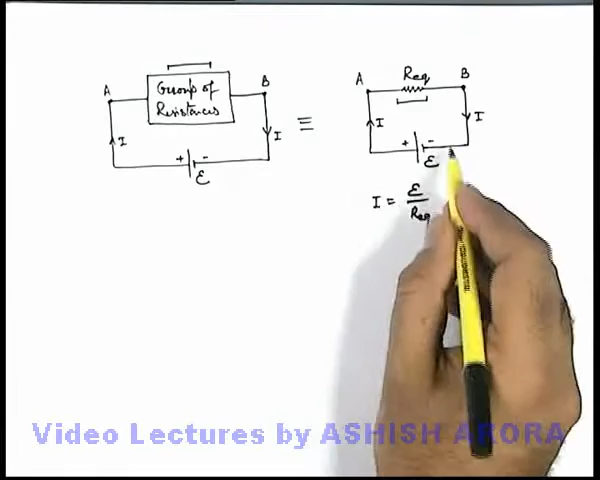 A
Group of
Resistances
B
I
I
+ -
ε
≡
A
Req
B
I
I
+ -
ε
I = ε/Req
Video Lectures by ASHISH ARORA